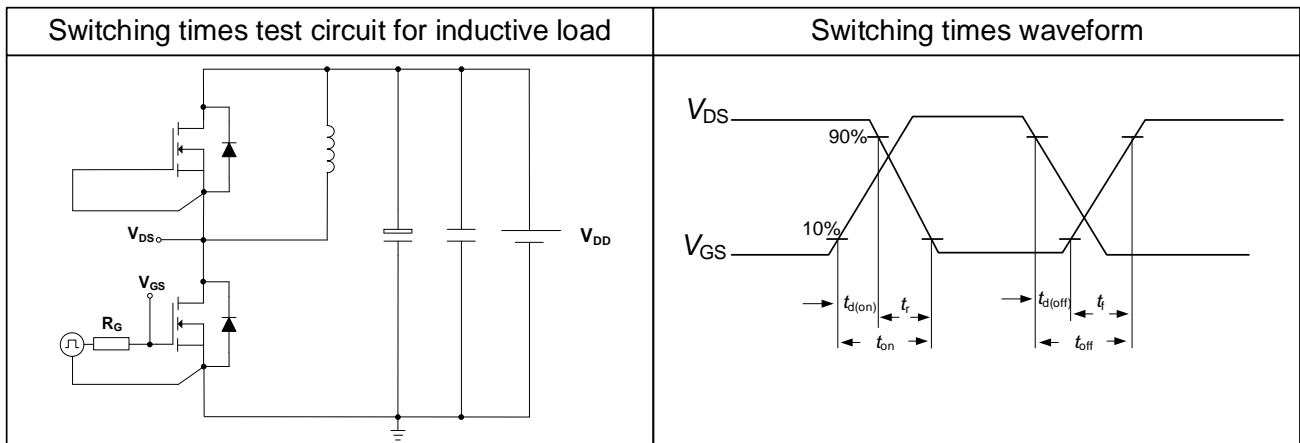 Switching times test circuit for inductive load
Switching times waveform
VDS
VGS
RG
VDD
VDS
90%
10%
VGS
td(on)
tr
td(off)
tf
ton
toff